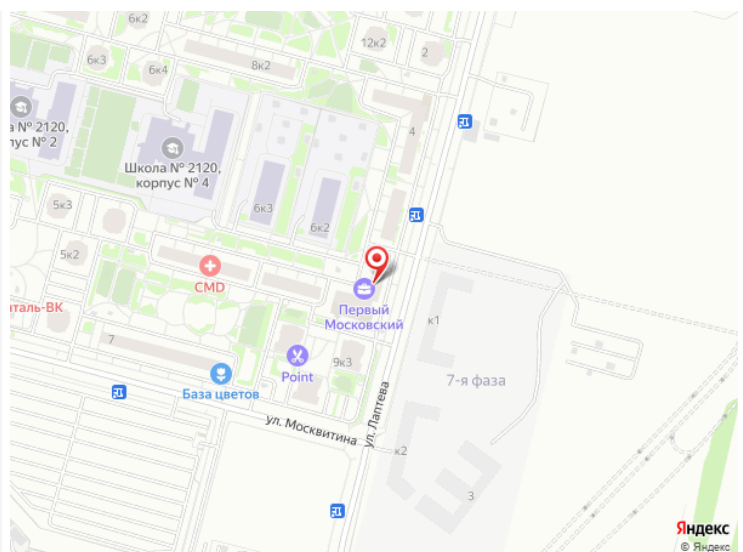 6к2
12к2
2
6к3
6к4
8к2
4
а № 2120,
пус № 2
Школа № 2120,
корпус № 4
6к3
6к2
5к3
5к2
CMD
Первый
Московский
нталь-ВК
к1
7
9к3
Point
7-я фаза
База цветов
ул. Лаптева
ул. Москвитина
к2
3
Яндекс
© Яндекс